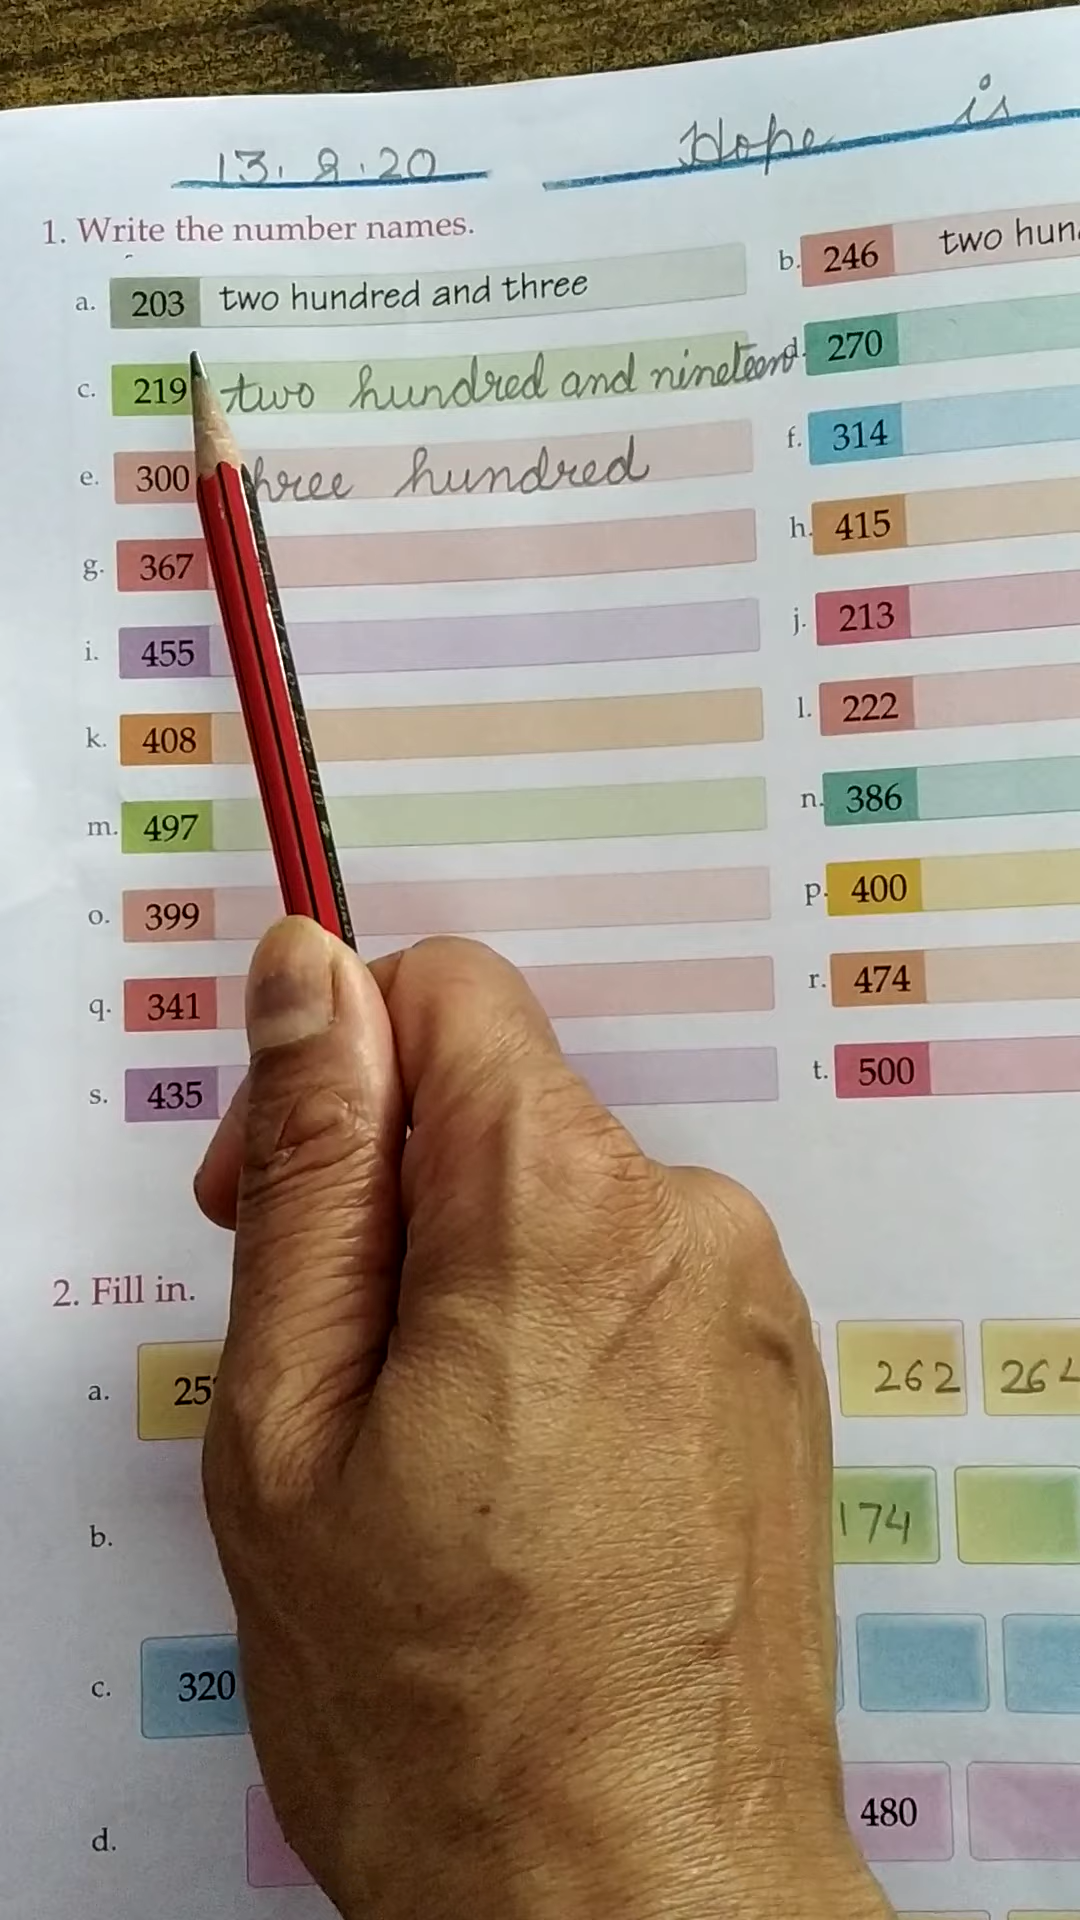 13.8.20 Hope is
1. Write the number names.
a. 203 two hundred and three
b. 246 two hun
c. 219 two hundred and nineteen
d. 270
e. 300 three hundred
f. 314
g. 367
h. 415
i. 455
j. 213
k. 408
l. 222
m. 497
n. 386
o. 399
p. 400
q. 341
r. 474
s. 435
t. 500
2. Fill in.
a. 262 264
b. 174
c. 320
d. 480